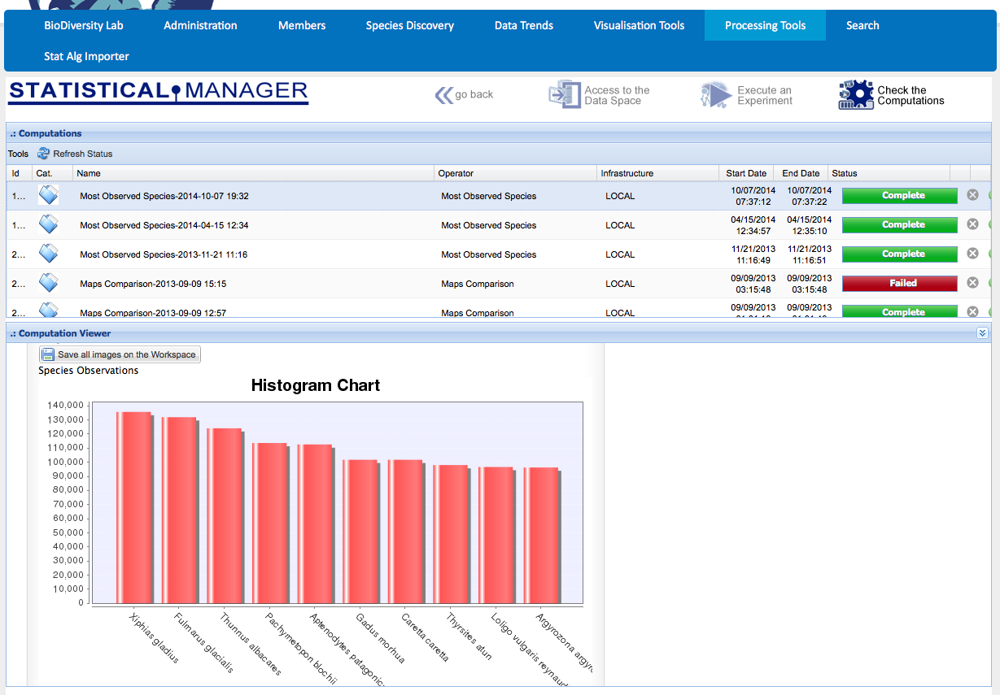 BioDiversity Lab Administration Members Species Discovery Data Trends Visualisation Tools Processing Tools Search
Stat Alg Importer
STATISTICAL MANAGER
go back
Access to the
Data Space
Execute an
Experiment
Check the
Computations
.: Computations
Tools Refresh Status
Id Cat. Name Operator Infrastructure Start Date End Date Status
1... Most Observed Species-2014-10-07 19:32 Most Observed Species LOCAL 10/07/2014 10/07/2014 Complete
07:37:12 07:37:22
1... Most Observed Species-2014-04-15 12:34 Most Observed Species LOCAL 04/15/2014 04/15/2014 Complete
12:34:57 12:35:10
2... Most Observed Species-2013-11-21 11:16 Most Observed Species LOCAL 11/21/2013 11/21/2013 Complete
11:16:49 11:16:51
2... Maps Comparison-2013-09-09 15:15 Maps Comparison LOCAL 09/09/2013 09/09/2013 Failed
03:15:48 03:15:48
2... Maps Comparison-2013-09-09 12:57 Maps Comparison LOCAL 09/09/2013 09/09/2013 Complete
.: Computation Viewer
Save all images on the Workspace
Species Observations
Histogram Chart
140,000
130,000
120,000
110,000
100,000
90,000
80,000
70,000
60,000
50,000
40,000
30,000
20,000
10,000
0
Xiphias gladius
Fulmarus glacialis
Thunnus albacares
Pachymetopon blochii
Aptenodytes patagonic
Gadus morhua
Caretta caretta
Thyrsites atun
Loligo vulgaris reynaud
Argyrozona argyr